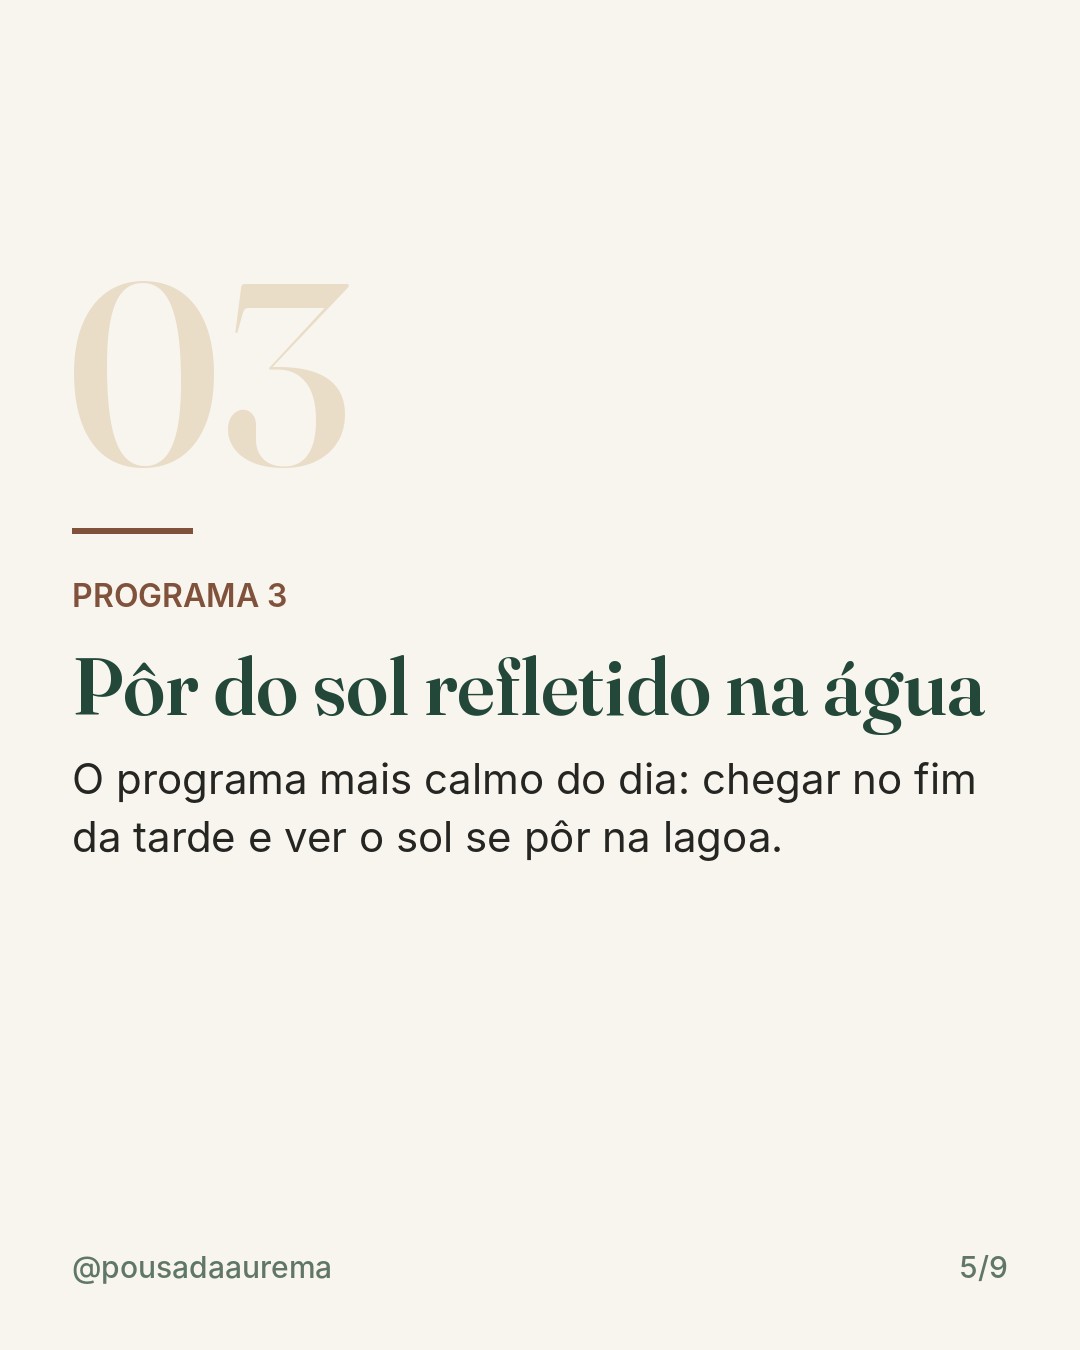 03
PROGRAMA 3
Pôr do sol refletido na água
O programa mais calmo do dia: chegar no fim
da tarde e ver o sol se pôr na lagoa.
@pousadaaurema
5/9